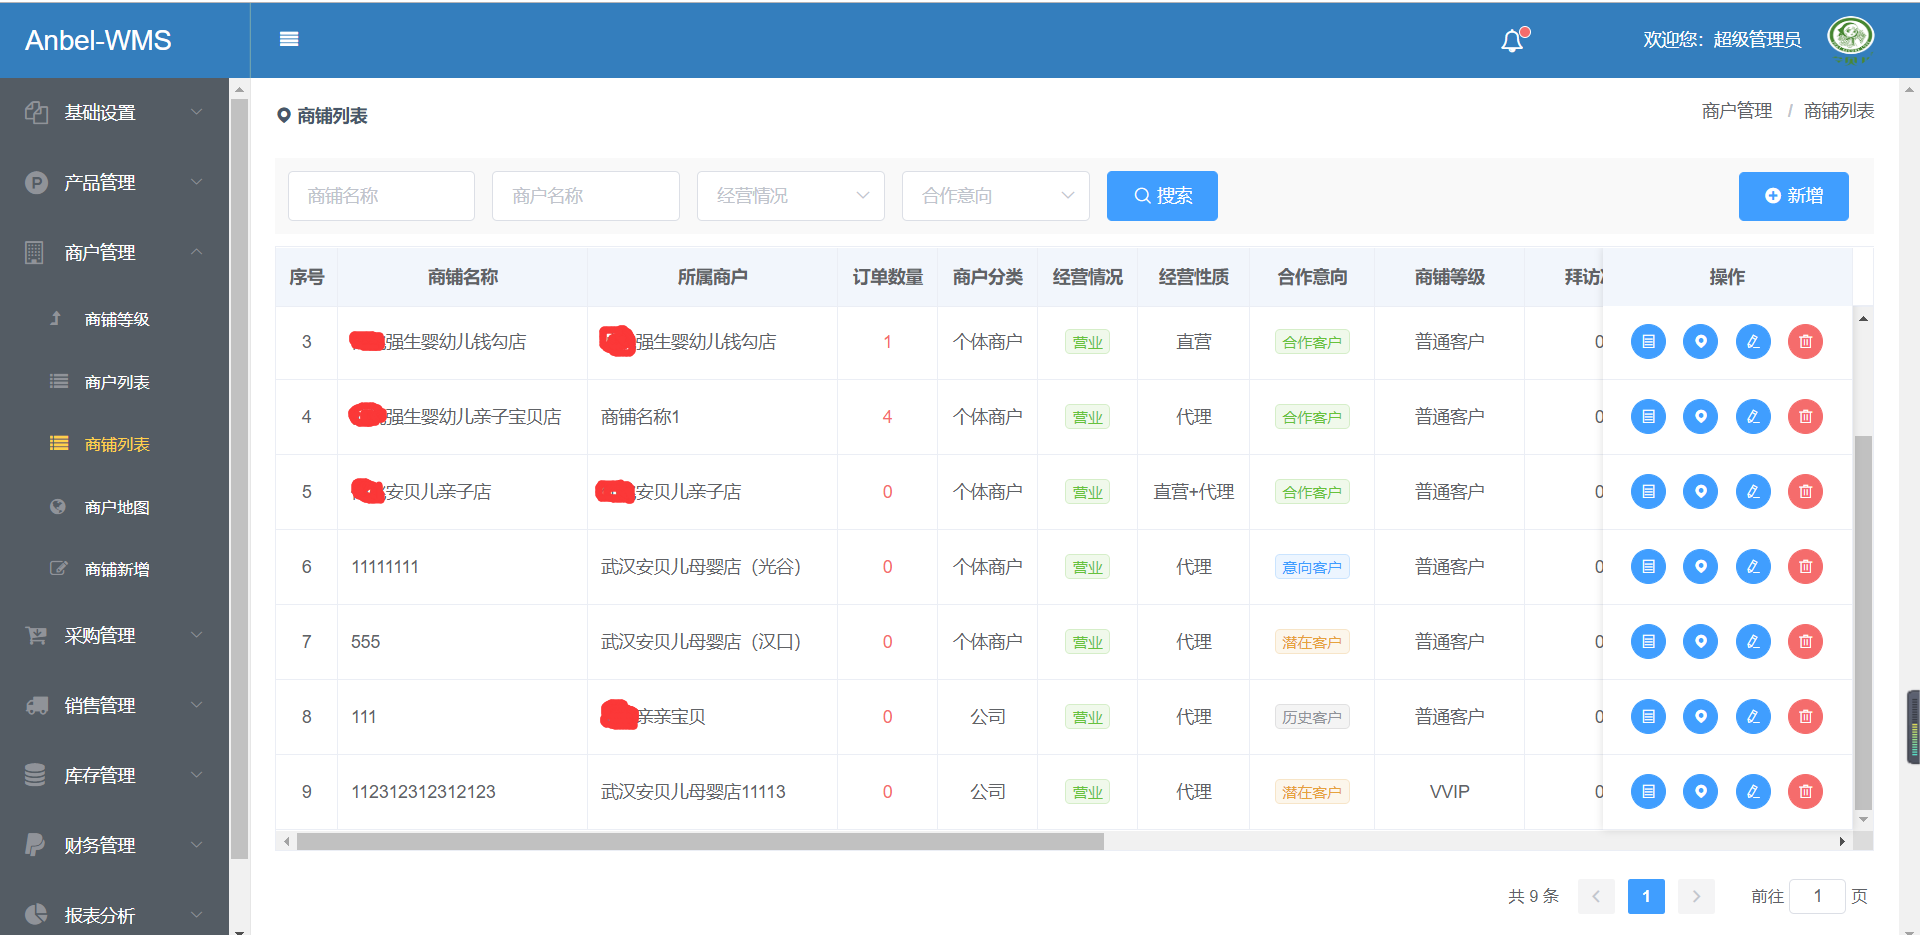 Anbel-WMS
欢迎您：超级管理员
基础设置
产品管理
商户管理
商铺等级
商户列表
商铺列表
商户地图
商铺新增
采购管理
销售管理
库存管理
财务管理
报表分析
商铺列表
商户管理 / 商铺列表
商铺名称 商户名称 经营情况 合作意向 搜索 新增
序号 商铺名称 所属商户 订单数量 商户分类 经营情况 经营性质 合作意向 商铺等级 拜访 操作
3 强生婴幼儿钱勾店 强生婴幼儿钱勾店 1 个体商户 营业 直营 合作客户 普通客户 0
4 强生婴幼儿亲子宝贝店 商铺名称1 4 个体商户 营业 代理 合作客户 普通客户 0
5 安贝儿亲子店 安贝儿亲子店 0 个体商户 营业 直营+代理 合作客户 普通客户 0
6 11111111 武汉安贝儿母婴店（光谷） 0 个体商户 营业 代理 意向客户 普通客户 0
7 555 武汉安贝儿母婴店（汉口） 0 个体商户 营业 代理 潜在客户 普通客户 0
8 111 亲亲宝贝 0 公司 营业 代理 历史客户 普通客户 0
9 112312312312123 武汉安贝儿母婴店11113 0 公司 营业 代理 潜在客户 VVIP 0
共 9 条 1 前往 1 页